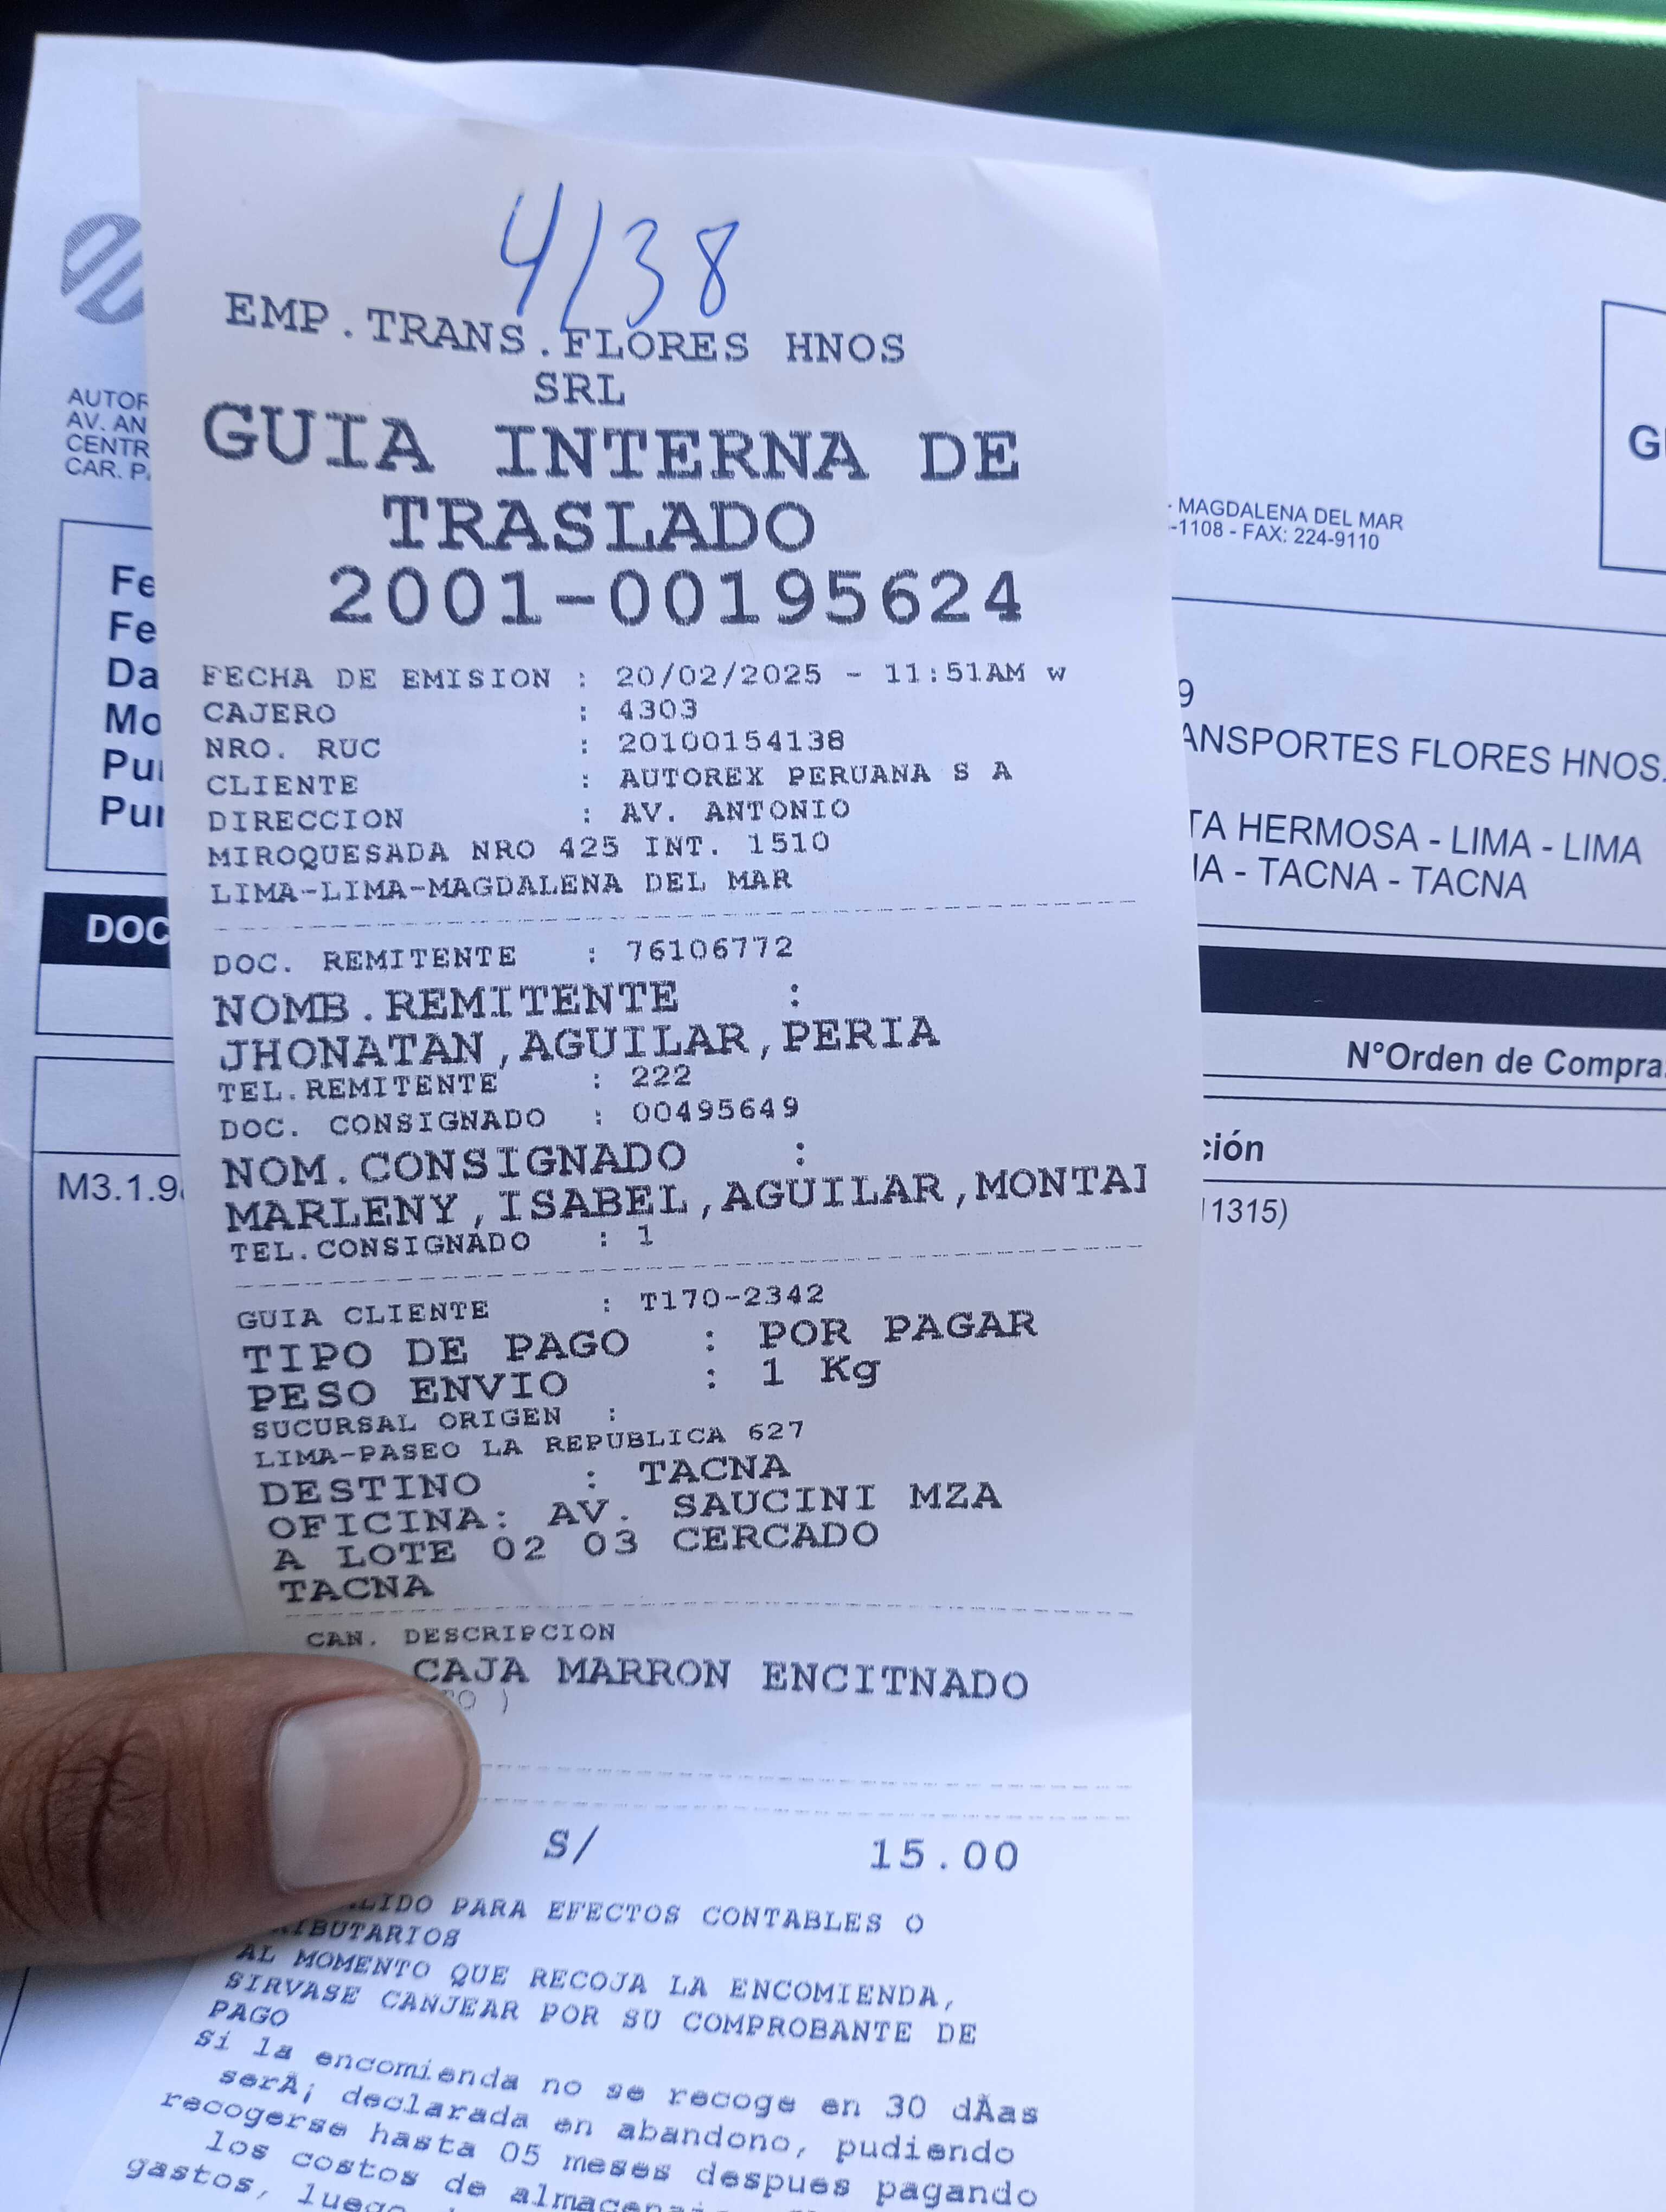 4/38
EMP.TRANS.FLORES HNOS
SRL
GUIA INTERNA DE
TRASLADO
2001-00195624
FECHA DE EMISION : 20/02/2025 - 11:51AM w
CAJERO : 4303
NRO. RUC : 20100154138
CLIENTE : AUTOREX PERUANA S A
DIRECCION : AV. ANTONIO
MIROQUESADA NRO 425 INT. 1510
LIMA-LIMA-MAGDALENA DEL MAR
DOC. REMITENTE : 76106772
NOMB.REMITENTE :
JHONATAN,AGUILAR,PERIA
TEL.REMITENTE : 222
DOC. CONSIGNADO : 00495649
NOM.CONSIGNADO :
MARLENY,ISABEL,AGUILAR,MONTAI
TEL.CONSIGNADO : 1
GUIA CLIENTE : T170-2342
TIPO DE PAGO : POR PAGAR
PESO ENVIO : 1 Kg
SUCURSAL ORIGEN :
LIMA-PASEO LA REPUBLICA 627
DESTINO : TACNA
OFICINA: AV. SAUCINI MZA
A LOTE 02 03 CERCADO
TACNA
CAN. DESCRIPCION
CAJA MARRON ENCITNADO
TO )
S/ 15.00
LIDO PARA EFECTOS CONTABLES O
RIBUTARIOS
AL MOMENTO QUE RECOJA LA ENCOMIENDA,
SIRVASE CANJEAR POR SU COMPROBANTE DE
PAGO
Si la encomienda no se recoge en 30 dÃas
serÃ¡ declarada en abandono, pudiendo
recogerse hasta 05 meses despues pagando
los costos de
gastos, luego
AUTOR
AV. AN
CENTR
CAR. P
Fe
Fe
Da
Mo
Pu
Pu
DOC
M3.1.9
G
- MAGDALENA DEL MAR
-1108 - FAX: 224-9110
9
ANSPORTES FLORES HNOS.
TA HERMOSA - LIMA - LIMA
IA - TACNA - TACNA
N°Orden de Compra
ción
1315)